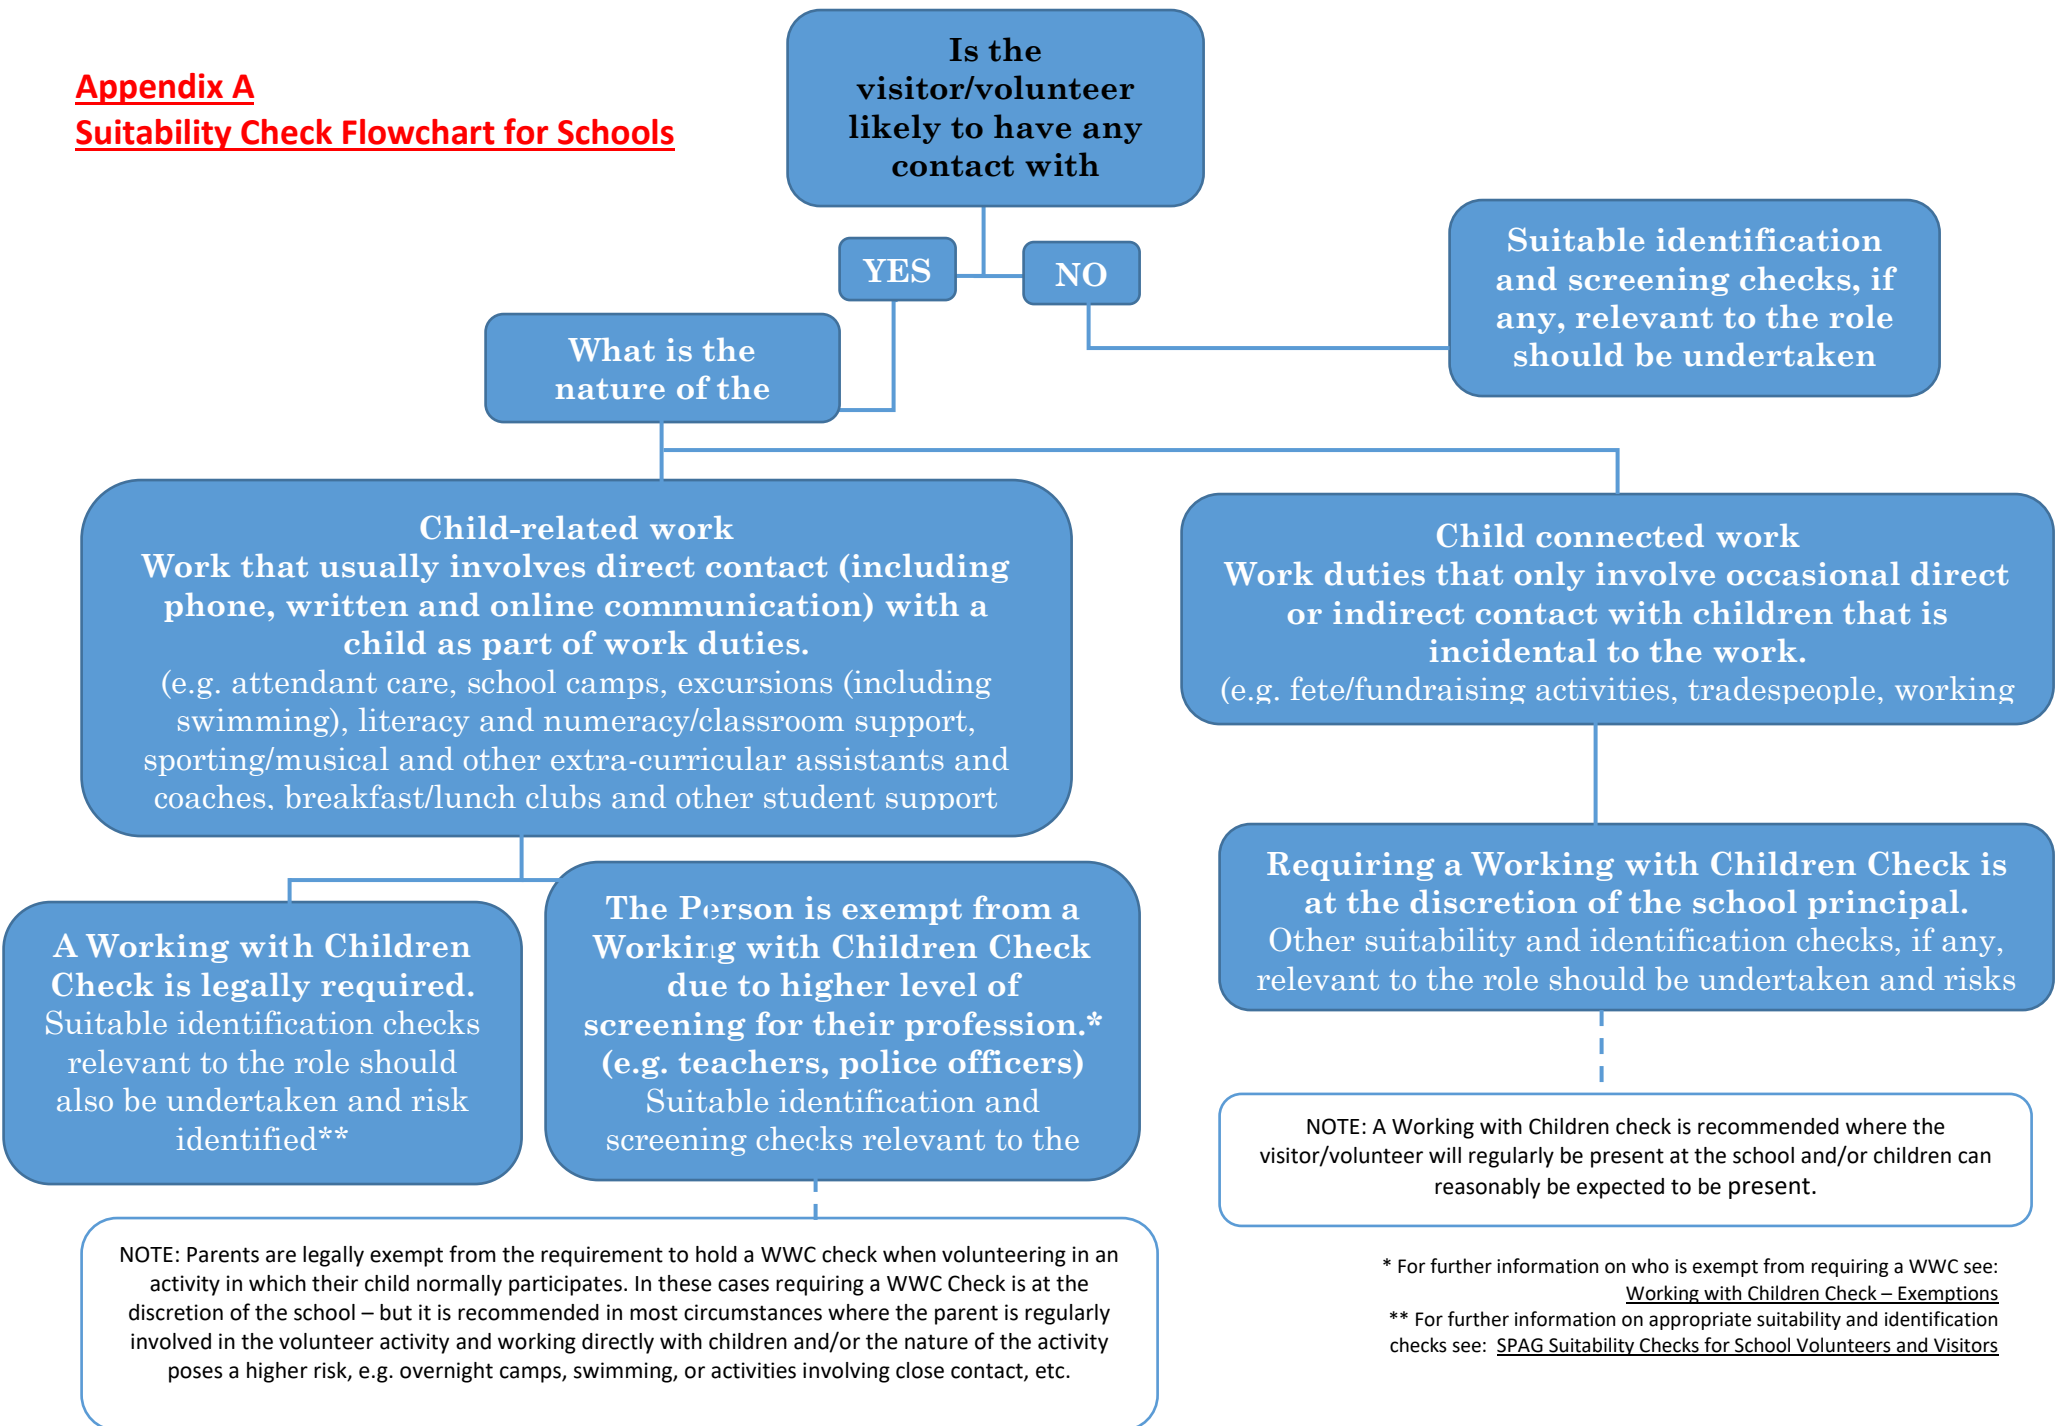 Appendix A
Suitability Check Flowchart for Schools
Is the
visitor/volunteer
likely to have any
contact with
YES
NO
Suitable identification
and screening checks, if
any, relevant to the role
should be undertaken
What is the
nature of the
Child-related work
Work that usually involves direct contact (including
phone, written and online communication) with a
child as part of work duties.
(e.g. attendant care, school camps, excursions (including
swimming), literacy and numeracy/classroom support,
sporting/musical and other extra-curricular assistants and
coaches, breakfast/lunch clubs and other student support
Child connected work
Work duties that only involve occasional direct
or indirect contact with children that is
incidental to the work.
(e.g. fete/fundraising activities, tradespeople, working
A Working with Children
Check is legally required.
Suitable identification checks
relevant to the role should
also be undertaken and risk
identified**
The Person is exempt from a
Working with Children Check
due to higher level of
screening for their profession.*
(e.g. teachers, police officers)
Suitable identification and
screening checks relevant to the
Requiring a Working with Children Check is
at the discretion of the school principal.
Other suitability and identification checks, if any,
relevant to the role should be undertaken and risks
NOTE: A Working with Children check is recommended where the
visitor/volunteer will regularly be present at the school and/or children can
reasonably be expected to be present.
NOTE: Parents are legally exempt from the requirement to hold a WWC check when volunteering in an
activity in which their child normally participates. In these cases requiring a WWC Check is at the
discretion of the school – but it is recommended in most circumstances where the parent is regularly
involved in the volunteer activity and working directly with children and/or the nature of the activity
poses a higher risk, e.g. overnight camps, swimming, or activities involving close contact, etc.
* For further information on who is exempt from requiring a WWC see:
Working with Children Check – Exemptions
** For further information on appropriate suitability and identification
checks see: SPAG Suitability Checks for School Volunteers and Visitors